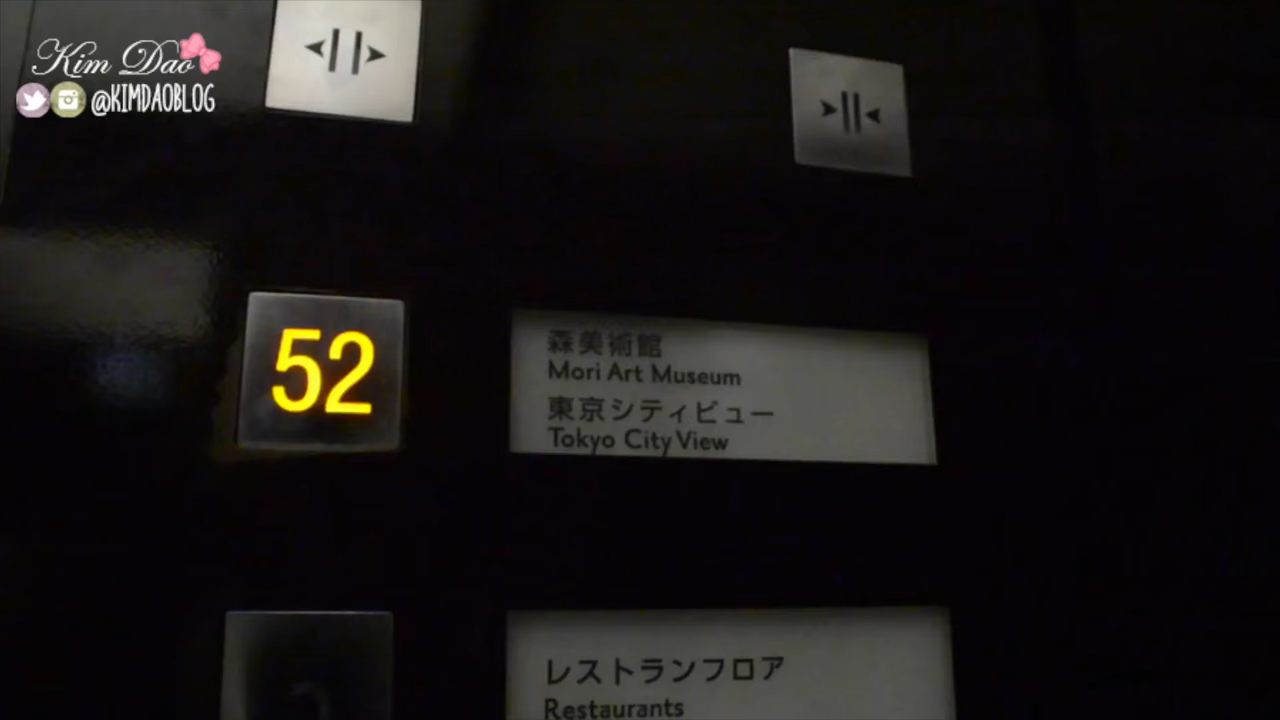 Kim Dao
@KIMDAOBLOG
52
森美術館
Mori Art Museum
東京シティビュー
Tokyo City View
レストランフロア
Restaurants